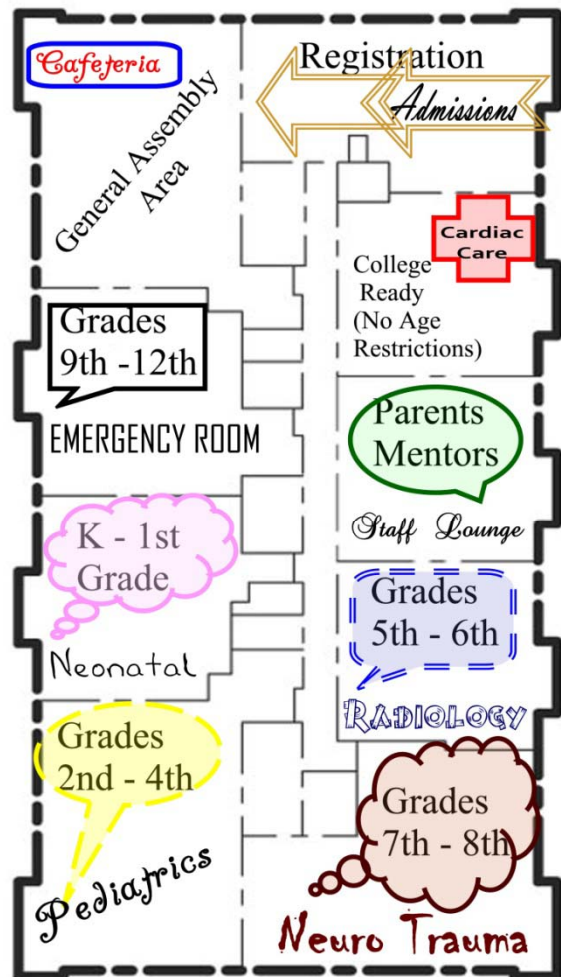 Cafeteria
General Assembly
Area
Registration
Admissions
Cardiac
Care
College
Ready
(No Age
Restrictions)
Grades
9th -12th
EMERGENCY ROOM
Parents
Mentors
Staff Lounge
K - 1st
Grade
Neonatal
Grades
5th - 6th
RADIOLOGY
Grades
2nd - 4th
Pediatrics
Grades
7th - 8th
Neuro Trauma